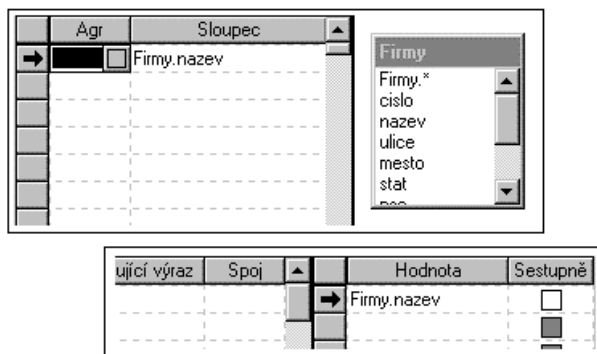 Agr Sloupec
Firmy.nazev
Firmy
Firmy.*
cislo
nazev
ulice
mesto
stat
ující výraz Spoj Hodnota Sestupně
Firmy.nazev